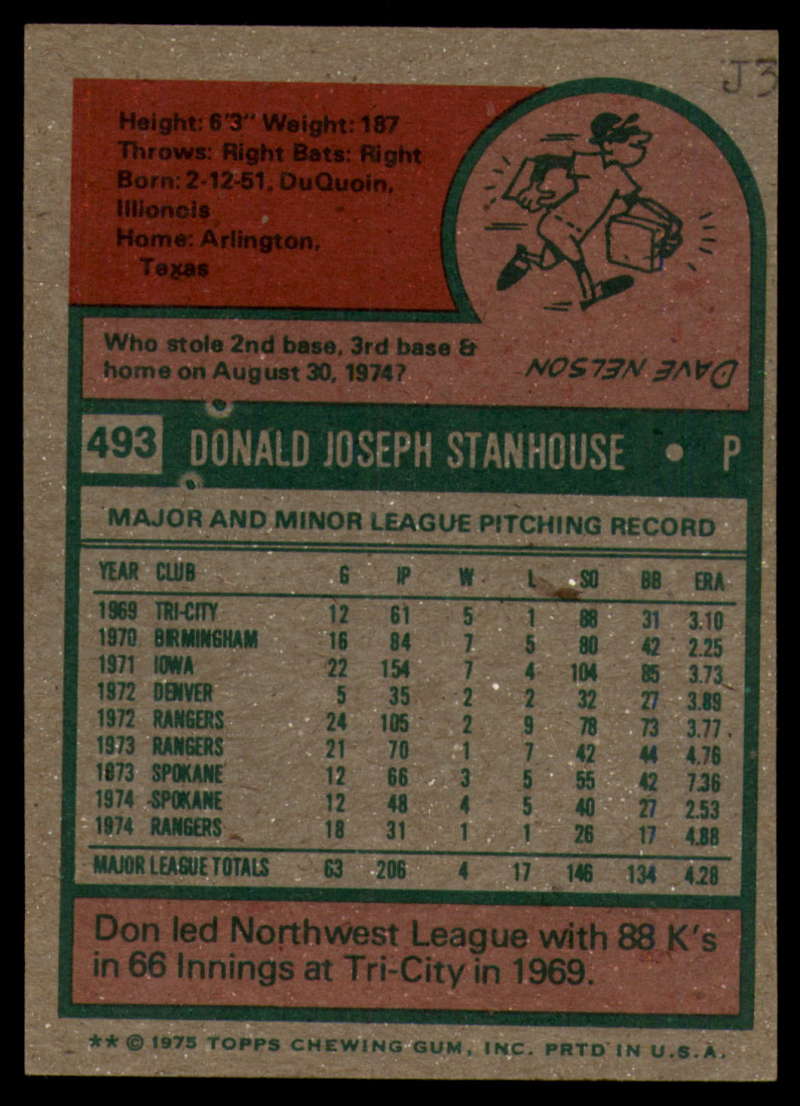 J3
Height: 6'3" Weight: 187
Throws: Right Bats: Right
Born: 2-12-51, DuQuoin,
Illionois
Home: Arlington,
Texas
Who stole 2nd base, 3rd base &
home on August 30, 1974?
DAVE NELSON
493 DONALD JOSEPH STANHOUSE • P
MAJOR AND MINOR LEAGUE PITCHING RECORD
YEAR CLUB G IP W L SO BB ERA
1969 TRI-CITY 12 61 5 1 88 31 3.10
1970 BIRMINGHAM 16 84 7 5 80 42 2.25
1971 IOWA 22 154 7 4 104 85 3.73
1972 DENVER 5 35 2 2 32 27 3.89
1972 RANGERS 24 105 2 9 78 73 3.77
1973 RANGERS 21 70 1 7 42 44 4.76
1973 SPOKANE 12 66 3 5 55 42 7.36
1974 SPOKANE 12 48 4 5 40 27 2.53
1974 RANGERS 18 31 1 1 26 17 4.88
MAJOR LEAGUE TOTALS 63 206 4 17 146 134 4.28
Don led Northwest League with 88 K's
in 66 Innings at Tri-City in 1969.
** © 1975 TOPPS CHEWING GUM, INC. PRTD IN U.S.A.